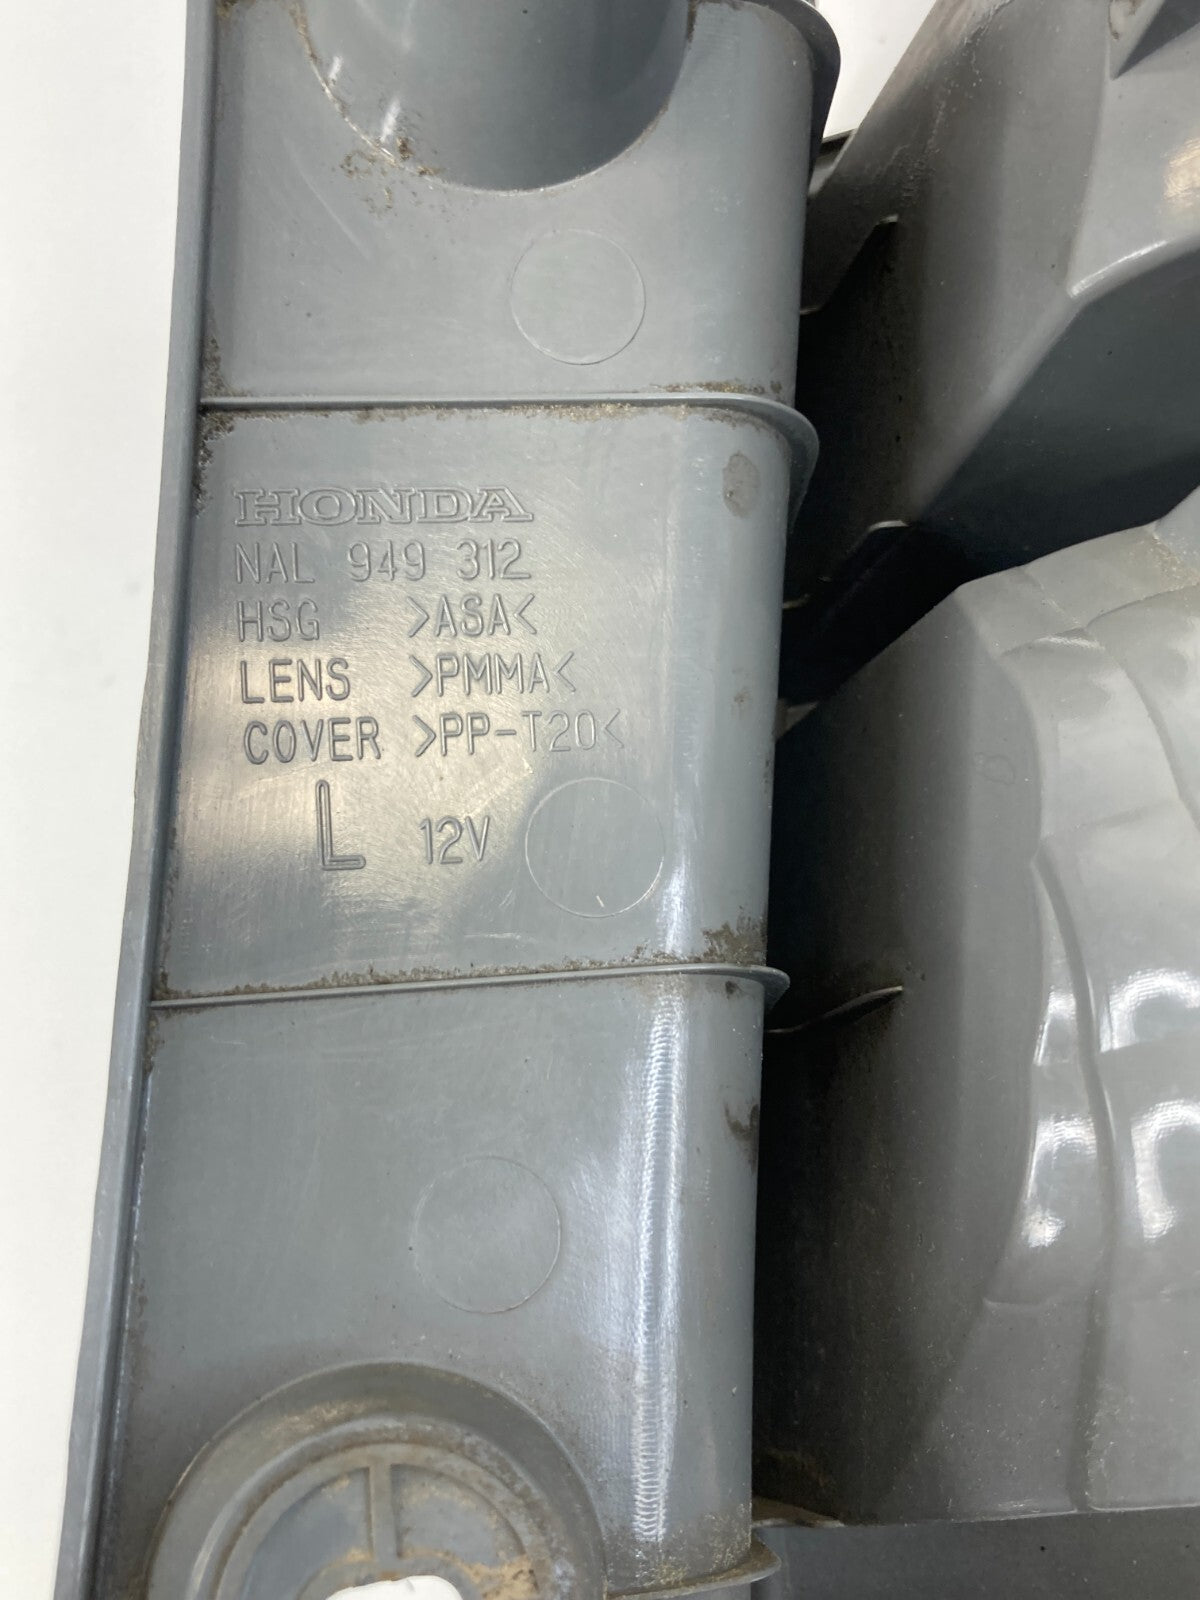 HONDA
NAL 949 312
HSG >ASA<
LENS >PMMA<
COVER >PP-T20<
L 12V